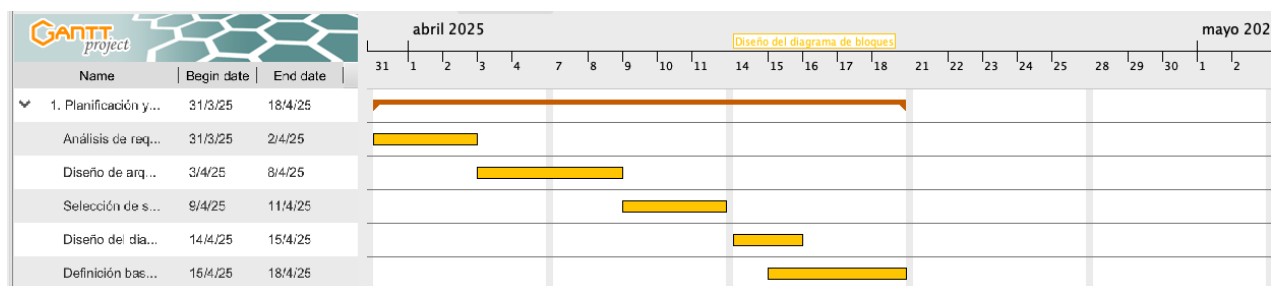 GANTT
project
abril 2025
mayo 202
Diseño del diagrama de bloques
31 1 2 3 4 7 8 9 10 11 14 15 16 17 18 21 22 23 24 25 28 29 30 1 2
Name Begin date End date
1. Planificación y... 31/3/25 18/4/25
Análisis de req... 31/3/25 2/4/25
Diseño de arq... 3/4/25 8/4/25
Selección de s... 9/4/25 11/4/25
Diseño del dia... 14/4/25 15/4/25
Definición bas... 15/4/25 18/4/25